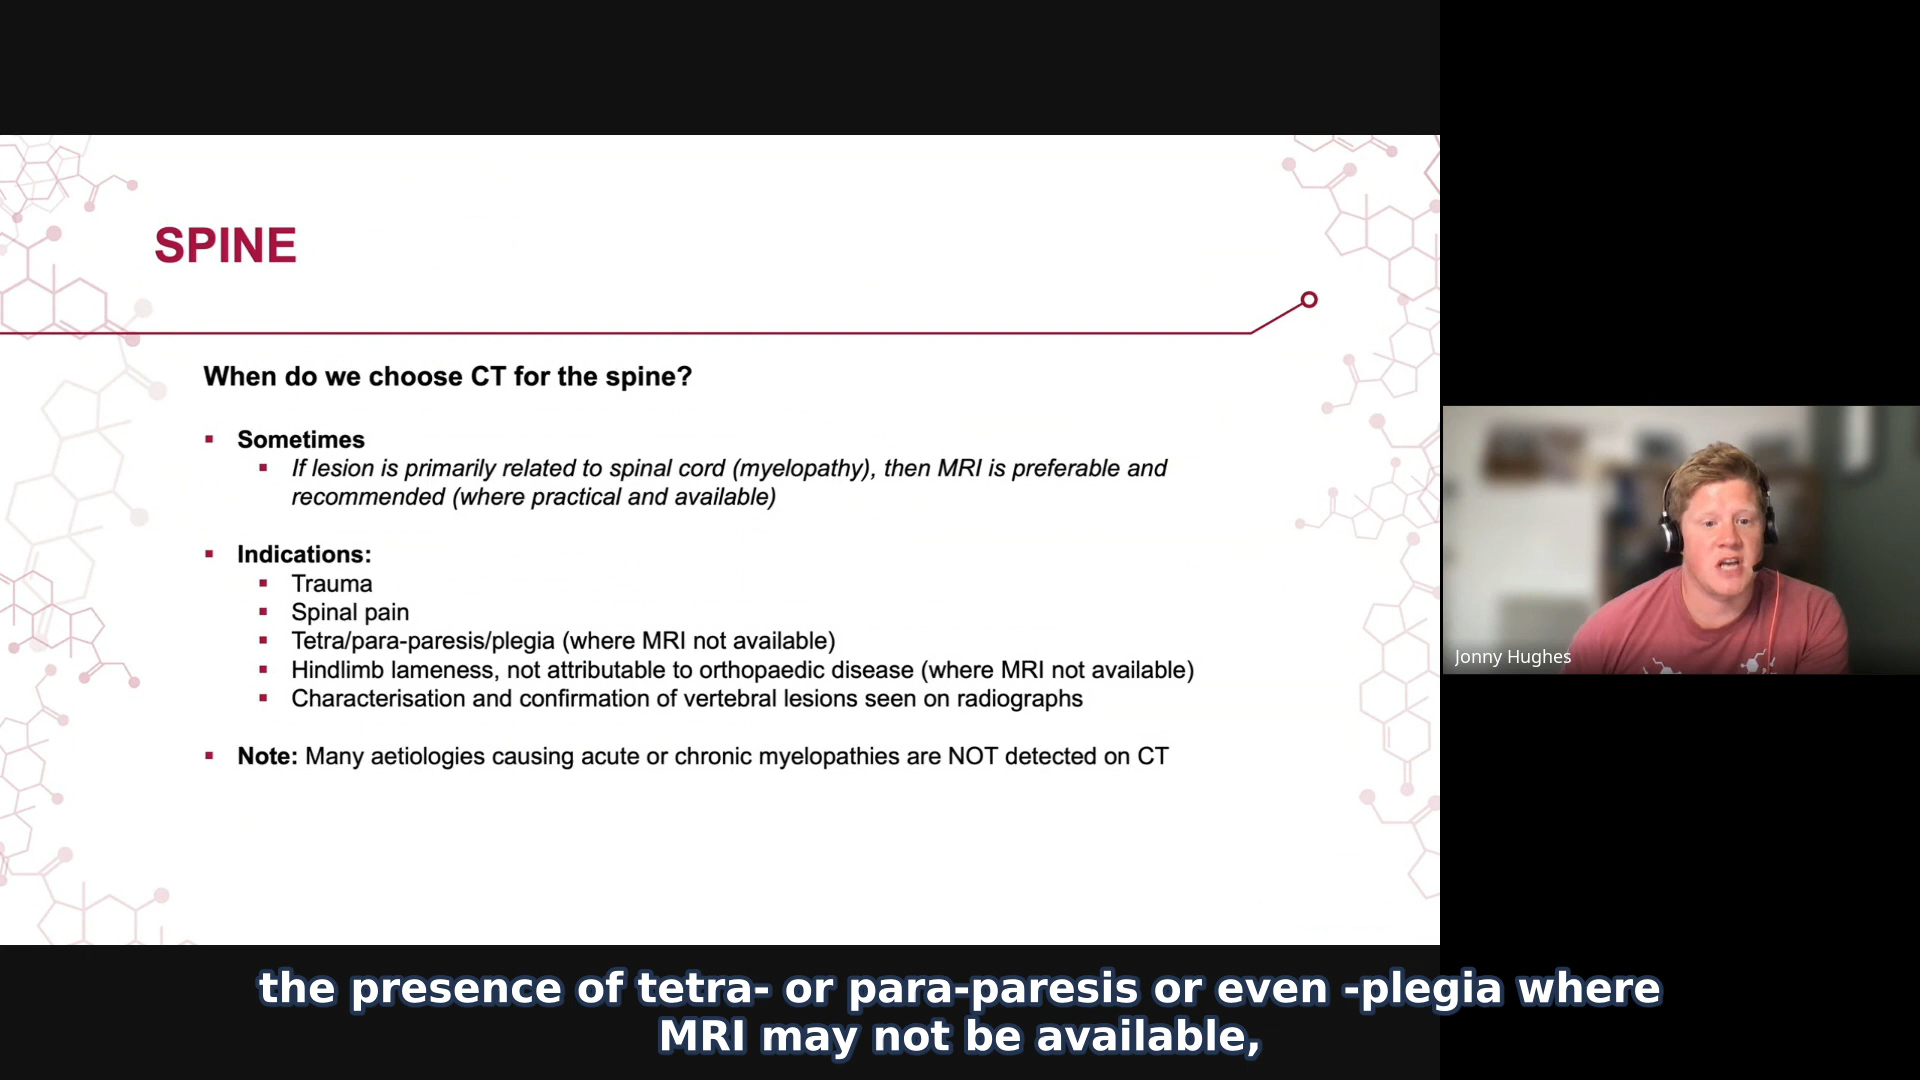 SPINE
When do we choose CT for the spine?
Sometimes
If lesion is primarily related to spinal cord (myelopathy), then MRI is preferable and
recommended (where practical and available)
Indications:
Trauma
Spinal pain
Tetra/para-paresis/plegia (where MRI not available)
Hindlimb lameness, not attributable to orthopaedic disease (where MRI not available)
Characterisation and confirmation of vertebral lesions seen on radiographs
Note: Many aetiologies causing acute or chronic myelopathies are NOT detected on CT
Jonny Hughes
the presence of tetra- or para-paresis or even -plegia where
MRI may not be available,